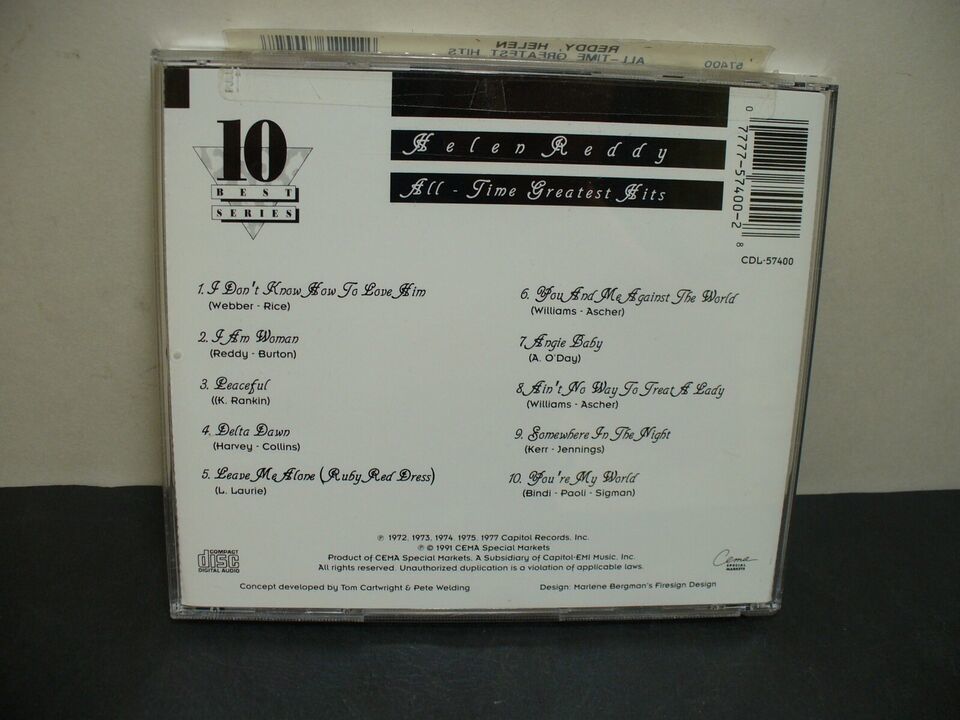 REDDY, HELEN
ALL-TIME GREATEST HITS
57400
10
BEST
SERIES
Helen Reddy
All - Time Greatest Hits
0 7777-57400-2 8
CDL-57400
1. I Don't Know How To Love Him
(Webber - Rice)
2. I Am Woman
(Reddy - Burton)
3. Peaceful
((K. Rankin)
4. Delta Dawn
(Harvey - Collins)
5. Leave Me Alone (Ruby Red Dress)
(L. Laurie)
6. You And Me Against The World
(Williams - Ascher)
7 Angie Baby
(A. O'Day)
8. Ain't No Way To Treat A Lady
(Williams - Ascher)
9. Somewhere In The Night
(Kerr - Jennings)
10. You're My World
(Bindi - Paoli - Sigman)
℗ 1972, 1973, 1974, 1975, 1977 Capitol Records, Inc.
℗ © 1991 CEMA Special Markets
Product of CEMA Special Markets, A Subsidiary of Capitol-EMI Music, Inc.
All rights reserved. Unauthorized duplication is a violation of applicable laws.
COMPACT
disc
DIGITAL AUDIO
Cema
SPECIAL
MARKETS
Concept developed by Tom Cartwright & Pete Welding
Design: Marlene Bergman's Firesign Design